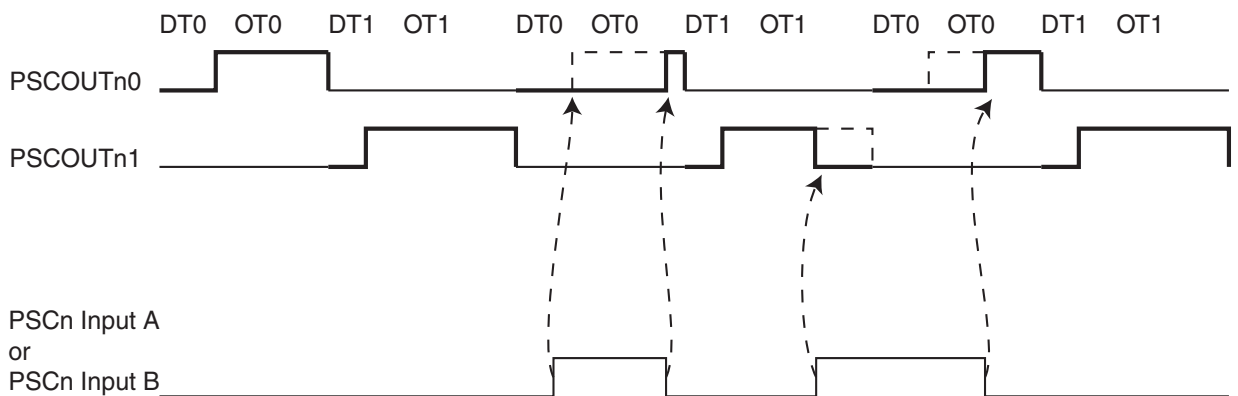 DT0 OT0 DT1 OT1 DT0 OT0 DT1 OT1 DT0 OT0 DT1 OT1
PSCOUTn0
PSCOUTn1
PSCn Input A
or
PSCn Input B